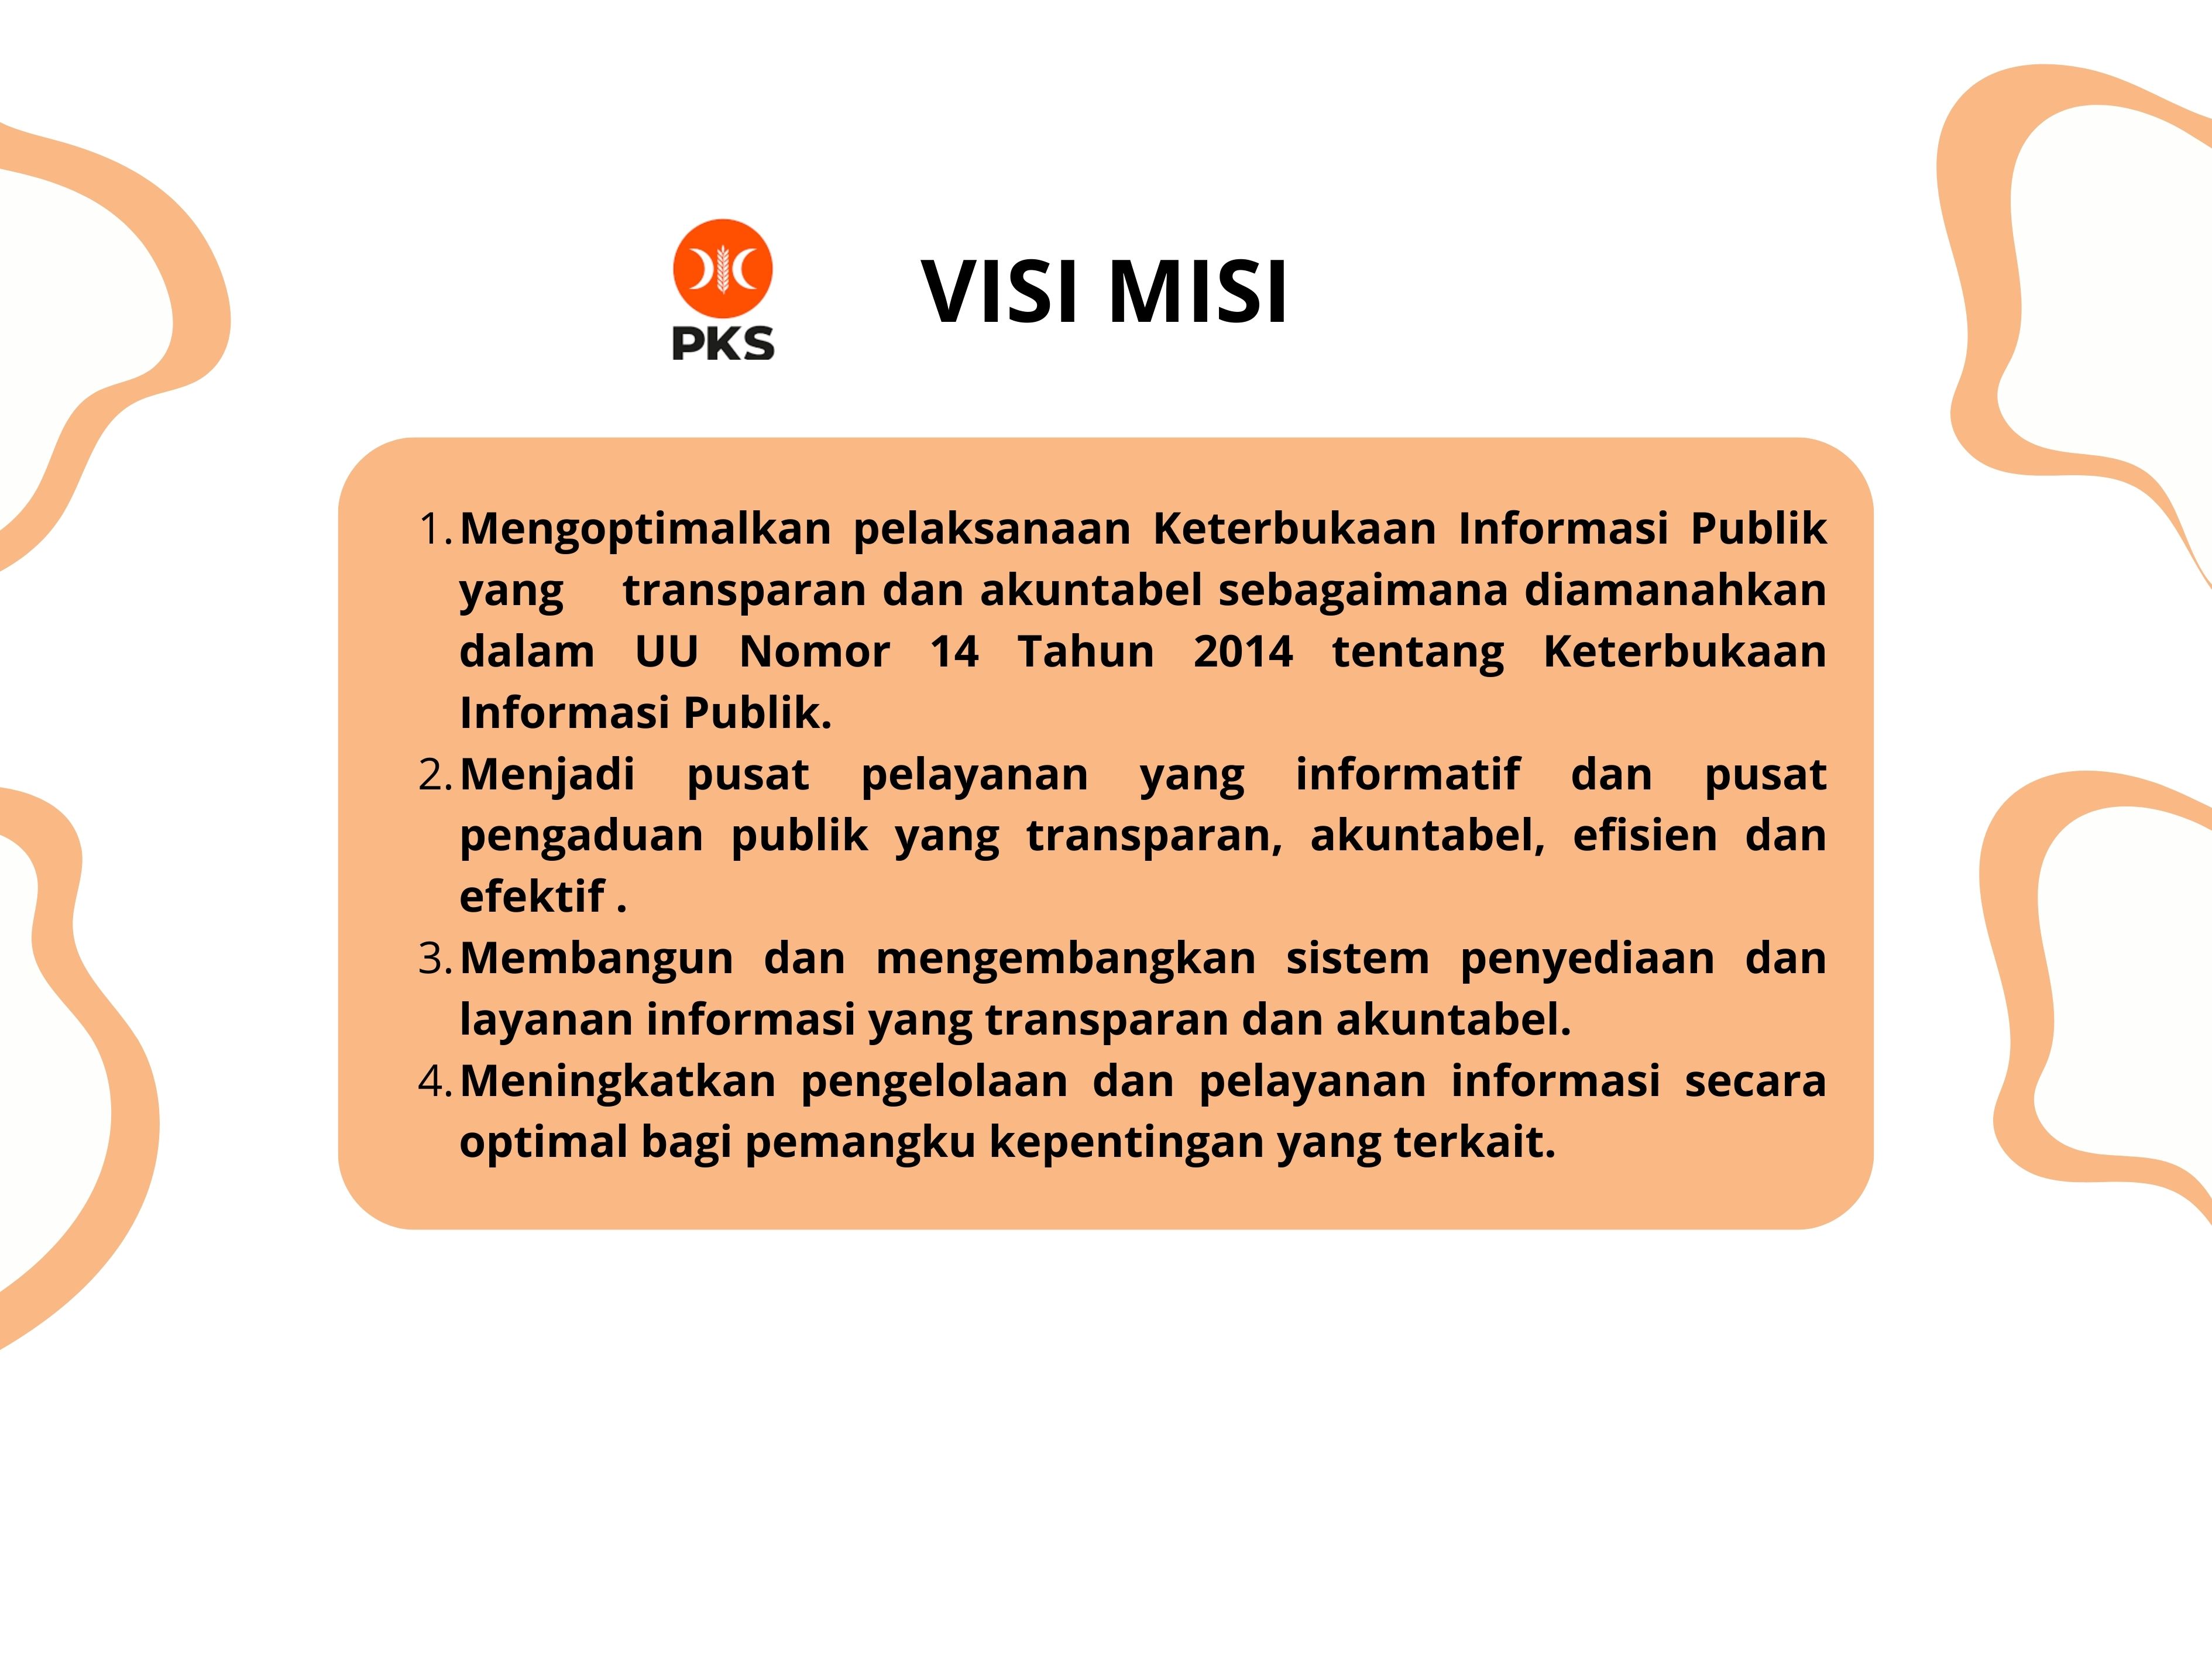 PKS
VISI MISI
1. Mengoptimalkan pelaksanaan Keterbukaan Informasi Publik
yang transparan dan akuntabel sebagaimana diamanahkan
dalam UU Nomor 14 Tahun 2014 tentang Keterbukaan
Informasi Publik.
2. Menjadi pusat pelayanan yang informatif dan pusat
pengaduan publik yang transparan, akuntabel, efisien dan
efektif .
3. Membangun dan mengembangkan sistem penyediaan dan
layanan informasi yang transparan dan akuntabel.
4. Meningkatkan pengelolaan dan pelayanan informasi secara
optimal bagi pemangku kepentingan yang terkait.